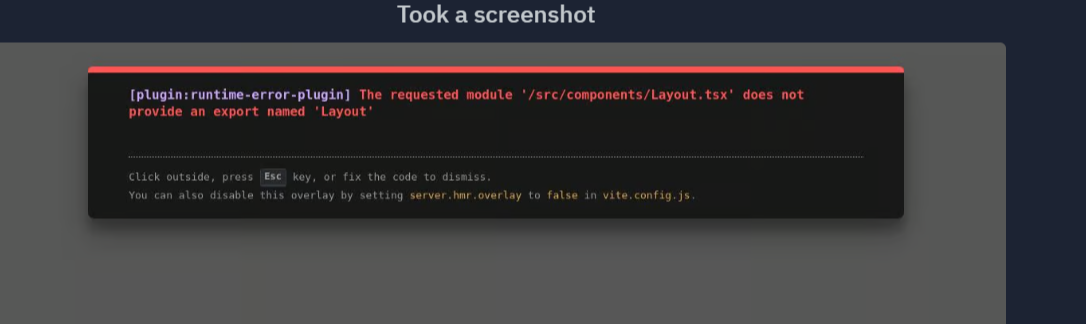 Took a screenshot
[plugin:runtime-error-plugin] The requested module '/src/components/Layout.tsx' does not
provide an export named 'Layout'
Click outside, press Esc key, or fix the code to dismiss.
You can also disable this overlay by setting server.hmr.overlay to false in vite.config.js.